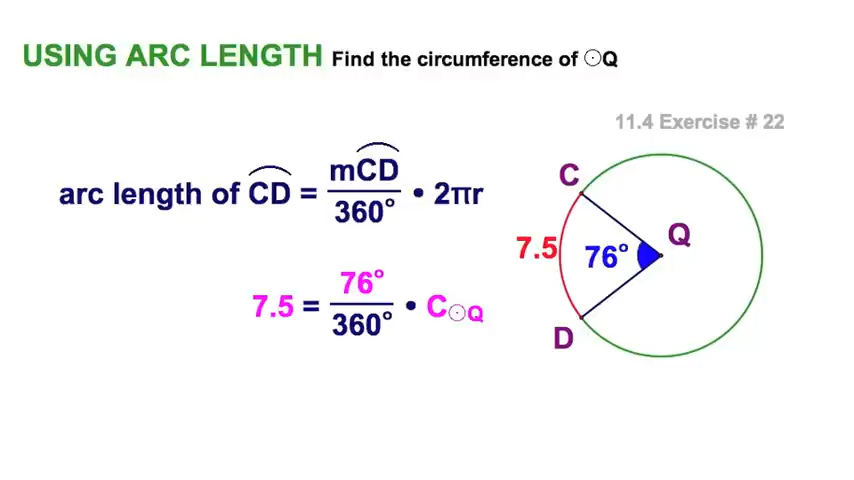 USING ARC LENGTH Find the circumference of ⊙Q
11.4 Exercise # 22
arc length of CD = mCD/360° • 2πr
7.5 = 76°/360° • C⊙Q
C
Q
7.5
76°
D